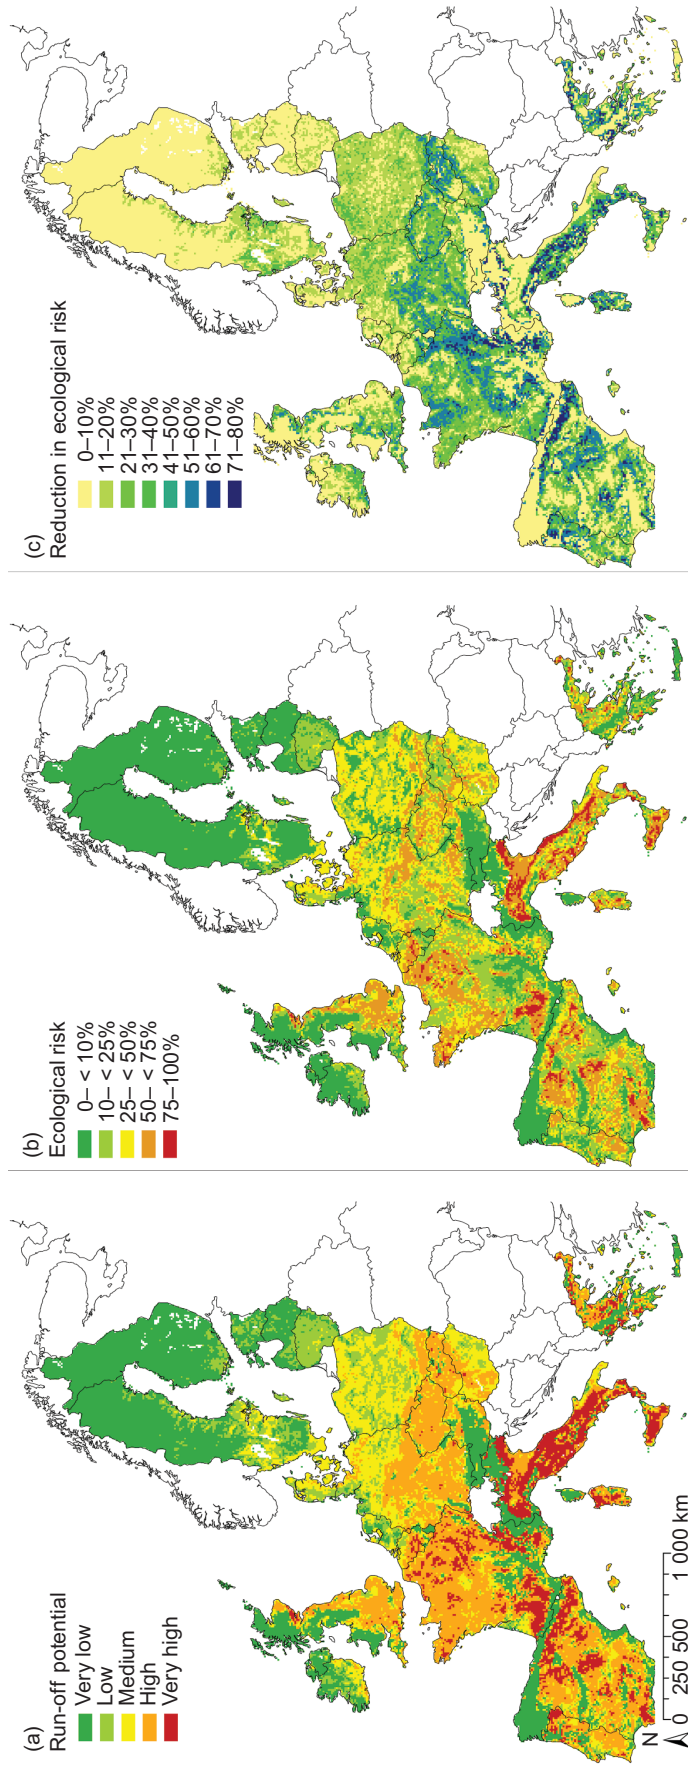 (a)
Run-off potential
Very low
Low
Medium
High
Very high
N
0 250 500 1 000 km
(b)
Ecological risk
0– < 10%
10– < 25%
25– < 50%
50– < 75%
75–100%
(c)
Reduction in ecological risk
0–10%
11–20%
21–30%
31–40%
41–50%
51–60%
61–70%
71–80%